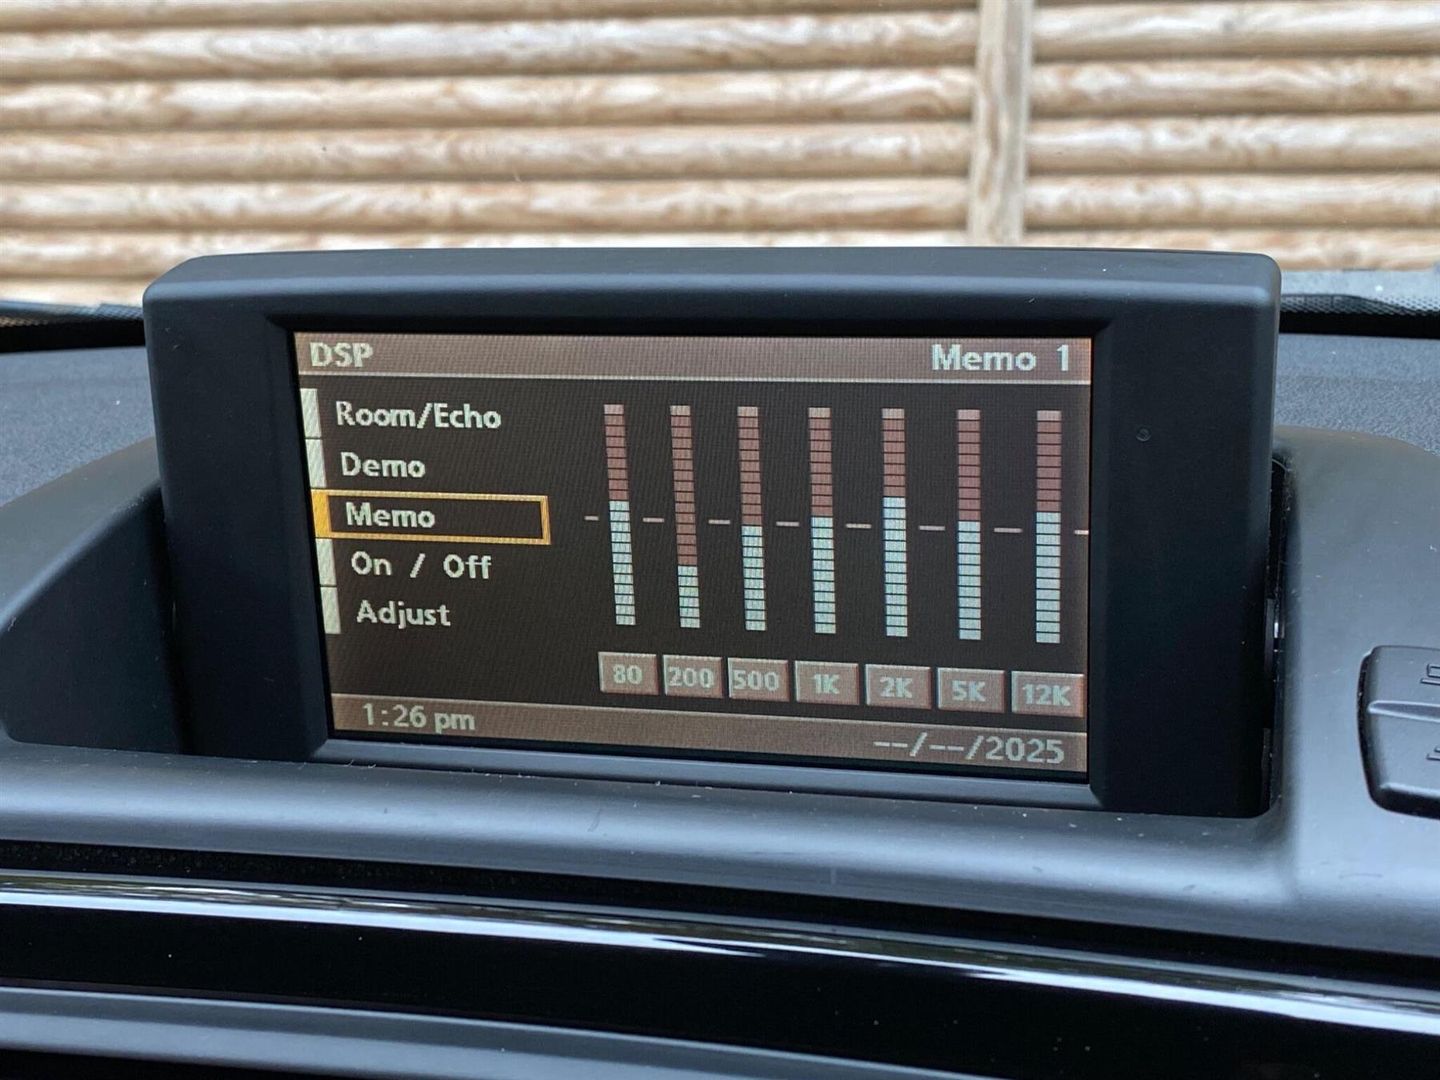 DSP Memo 1
Room/Echo
Demo
Memo
On / Off
Adjust
80 200 500 1K 2K 5K 12K
1:26 pm
--/--/2025